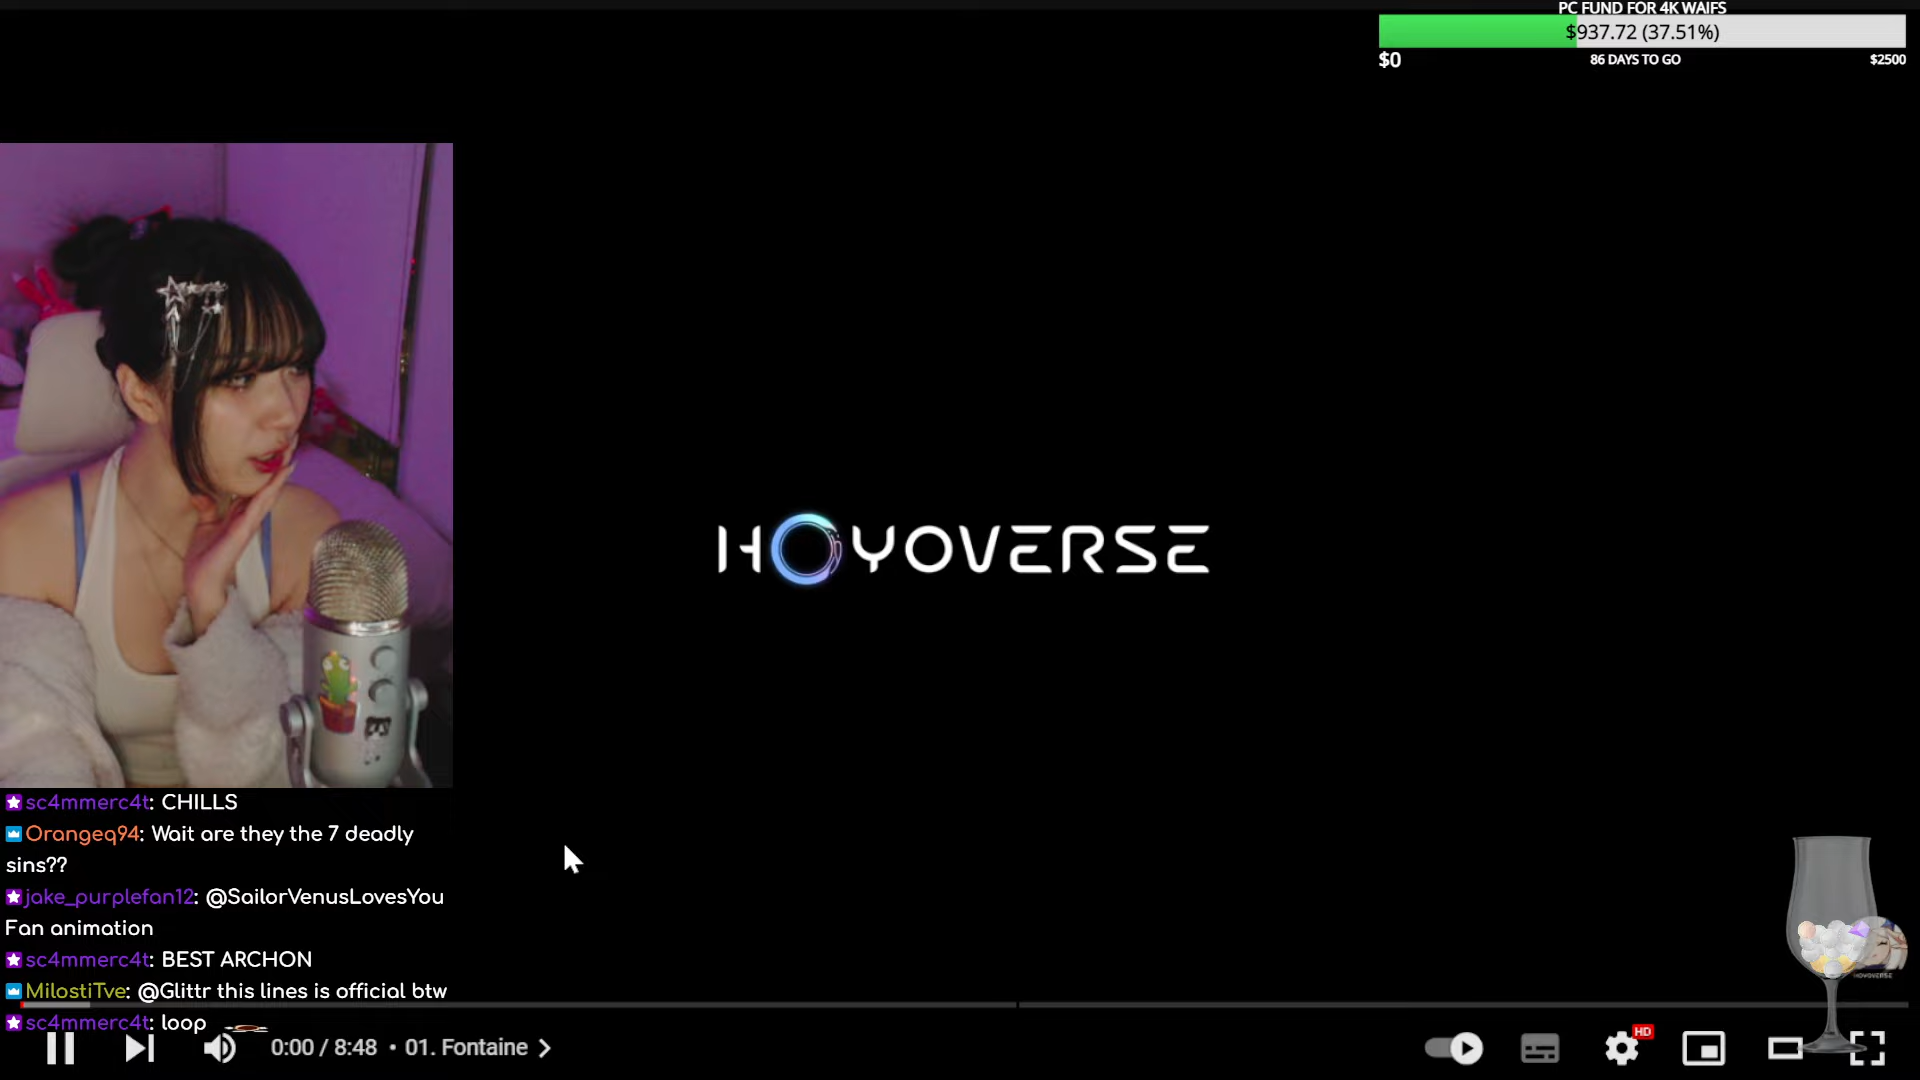 PC FUND FOR 4K WAIFS
$937.72 (37.51%)
$0
86 DAYS TO GO
$2500
HOYOVERSE
sc4mmerc4t: CHILLS
Orangeq94: Wait are they the 7 deadly
sins??
jake_purplefan12: @SailorVenusLovesYou
Fan animation
sc4mmerc4t: BEST ARCHON
MilostiTve: @Glittr this lines is official btw
sc4mmerc4t: loop
HOYOVERSE
0:00 / 8:48 • 01. Fontaine
HD